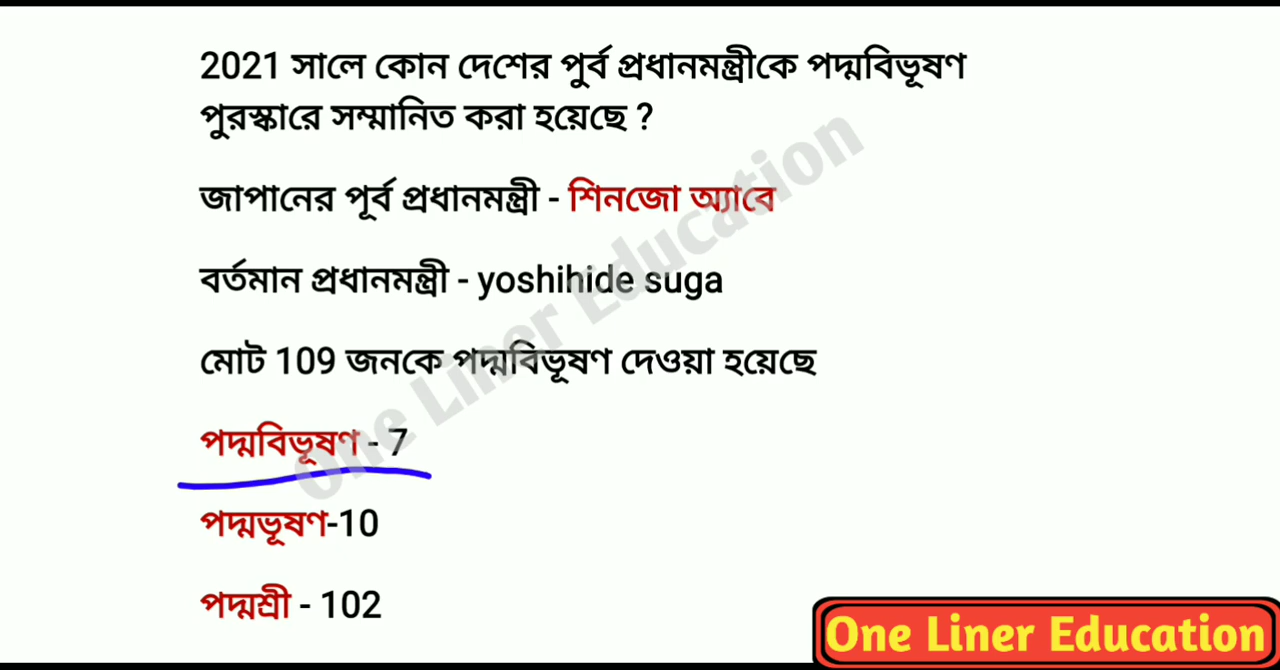 2021 সালে কোন দেশের পুর্ব প্রধানমন্ত্রীকে পদ্মবিভূষণ
পুরস্কারে সম্মানিত করা হয়েছে ?
জাপানের পূর্ব প্রধানমন্ত্রী - শিনজো অ্যাবে
বর্তমান প্রধানমন্ত্রী - yoshihide suga
মোট 109 জনকে পদ্মবিভূষণ দেওয়া হয়েছে
পদ্মবিভূষণ - 7
পদ্মভূষণ-10
পদ্মশ্রী - 102
One Liner Education
One Liner Education